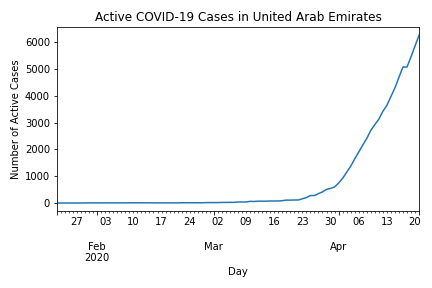 Active COVID-19 Cases in United Arab Emirates
6000
5000
4000
3000
2000
1000
0
Number of Active Cases
27 03 10 17 24 02 09 16 23 30 06 13 20
Feb Mar Apr
2020
Day